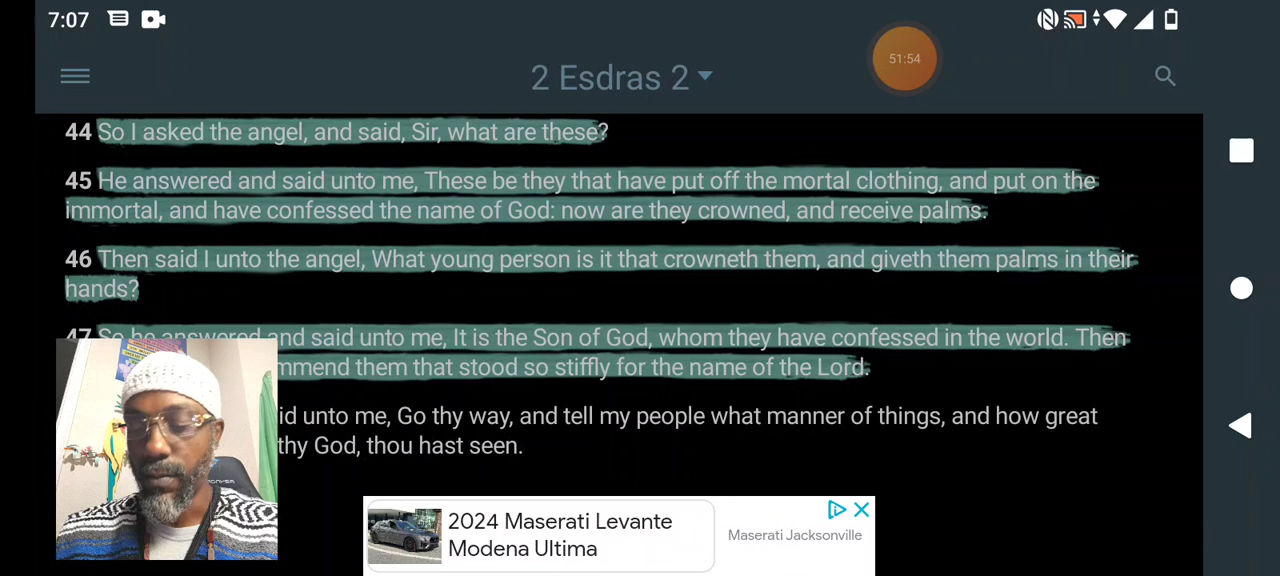 7:07
51:54
2 Esdras 2
44 So I asked the angel, and said, Sir, what are these?
45 He answered and said unto me, These be they that have put off the mortal clothing, and put on the
immortal, and have confessed the name of God: now are they crowned, and receive palms.
46 Then said I unto the angel, What young person is it that crowneth them, and giveth them palms in their
hands?
47 So he answered and said unto me, It is the Son of God, whom they have confessed in the world. Then
mmend them that stood so stiffly for the name of the Lord.
id unto me, Go thy way, and tell my people what manner of things, and how great
thy God, thou hast seen.
2024 Maserati Levante
Modena Ultima
Maserati Jacksonville